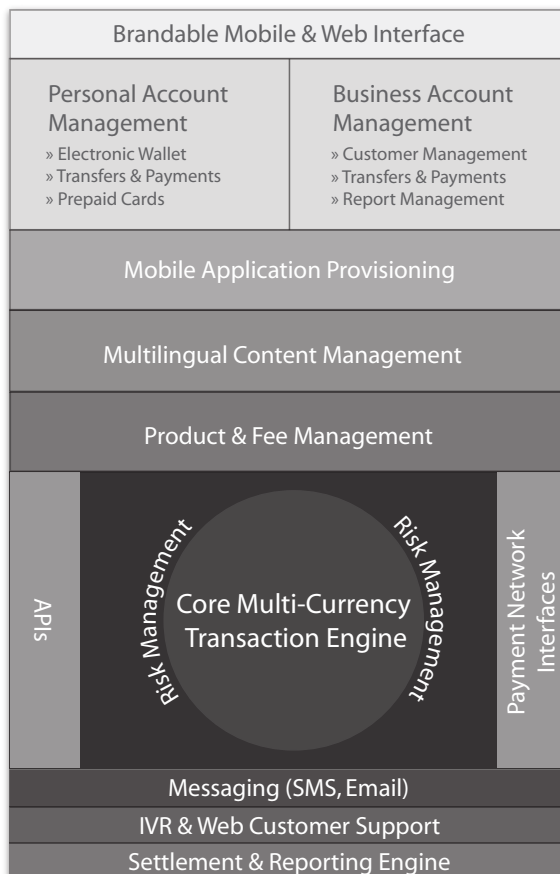 Brandable Mobile & Web Interface
Personal Account
Management
» Electronic Wallet
» Transfers & Payments
» Prepaid Cards
Business Account
Management
» Customer Management
» Transfers & Payments
» Report Management
Mobile Application Provisioning
Multilingual Content Management
Product & Fee Management
APIs
Risk Management
Core Multi-Currency
Transaction Engine
Risk Management
Payment Network
Interfaces
Messaging (SMS, Email)
IVR & Web Customer Support
Settlement & Reporting Engine